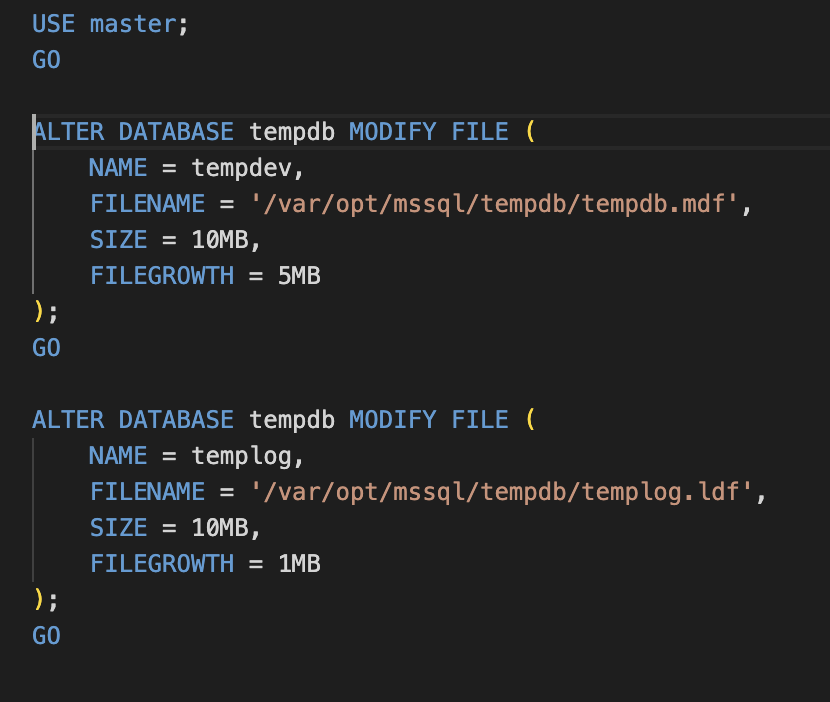 USE master;
GO
ALTER DATABASE tempdb MODIFY FILE (
    NAME = tempdev,
    FILENAME = '/var/opt/mssql/tempdb/tempdb.mdf',
    SIZE = 10MB,
    FILEGROWTH = 5MB
);
GO
ALTER DATABASE tempdb MODIFY FILE (
    NAME = templog,
    FILENAME = '/var/opt/mssql/tempdb/templog.ldf',
    SIZE = 10MB,
    FILEGROWTH = 1MB
);
GO